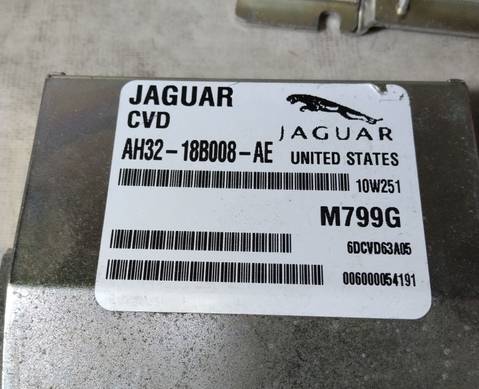 JAGUAR
CVD
JAGUAR
AH32-18B008-AE UNITED STATES
10W251
M799G
6DCVD63A05
006000054191